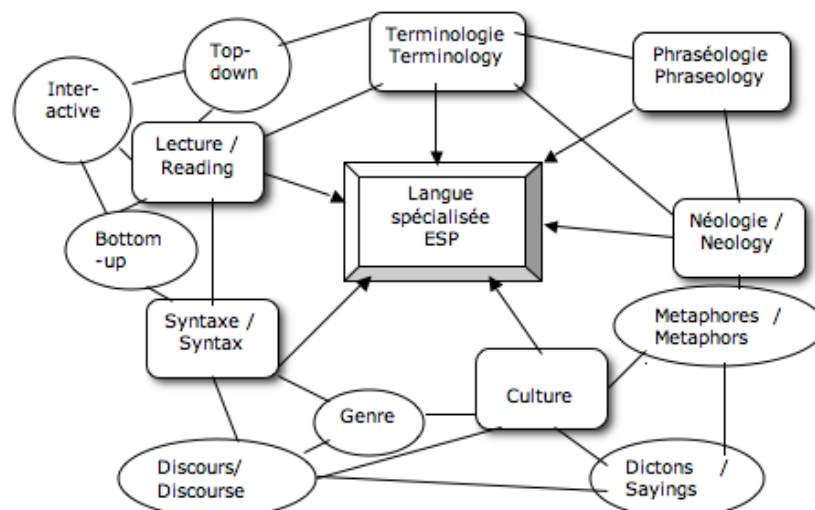 Terminologie
Terminology
Top-
down
Phraséologie
Phraseology
Inter-
active
Lecture /
Reading
Langue
spécialisée
ESP
Néologie /
Neology
Bottom
-up
Syntaxe /
Syntax
Metaphores /
Metaphors
Culture
Genre
Discours/
Discourse
Dictons /
Sayings